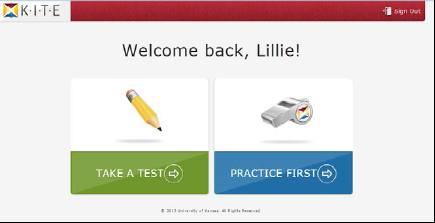 K·I·T·E
Sign Out
Welcome back, Lillie!
TAKE A TEST
PRACTICE FIRST
© 2013 University of Kansas. All Rights Reserved.